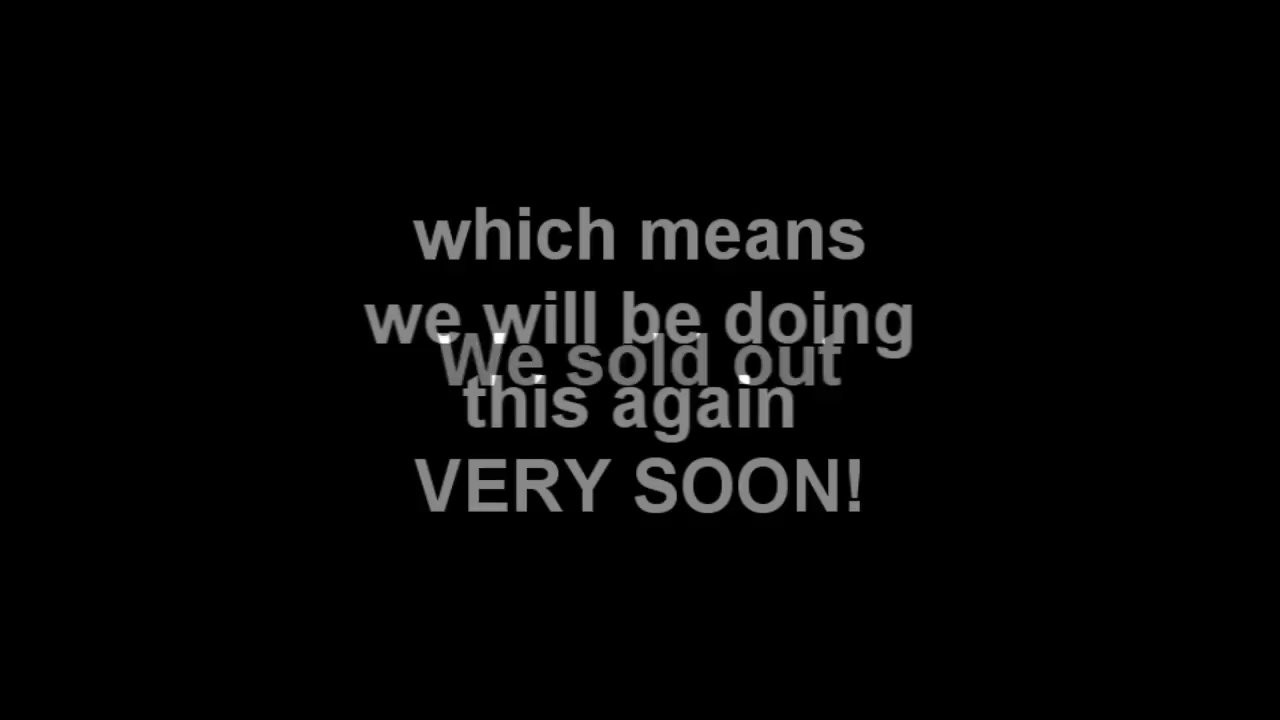 which means
we will be doing
We sold out
this again
VERY SOON!